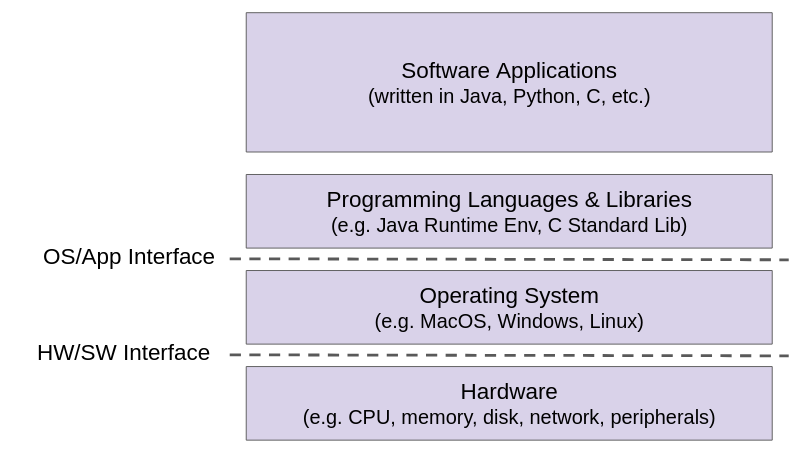 Software Applications
(written in Java, Python, C, etc.)
Programming Languages & Libraries
(e.g. Java Runtime Env, C Standard Lib)
OS/App Interface
Operating System
(e.g. MacOS, Windows, Linux)
HW/SW Interface
Hardware
(e.g. CPU, memory, disk, network, peripherals)